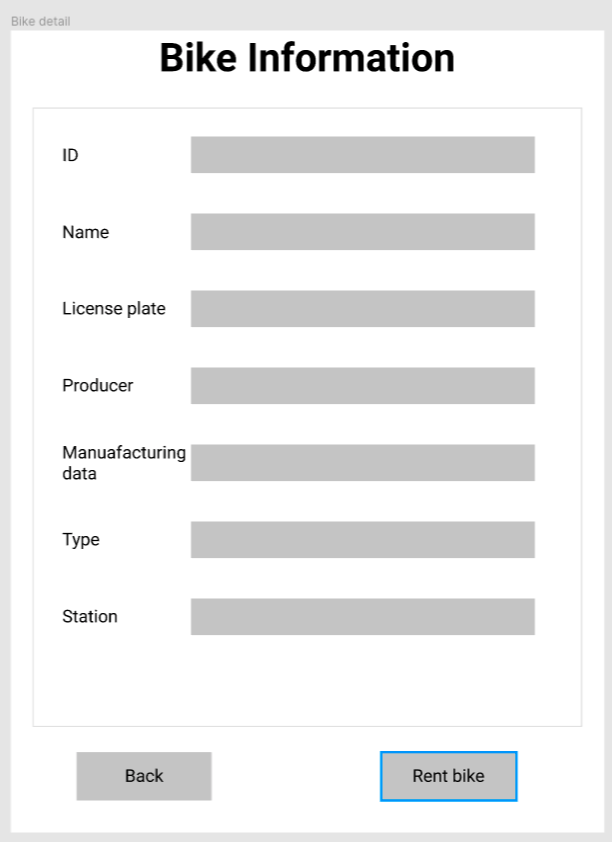 Bike detail
Bike Information
ID
Name
License plate
Producer
Manuafacturing
data
Type
Station
Back
Rent bike